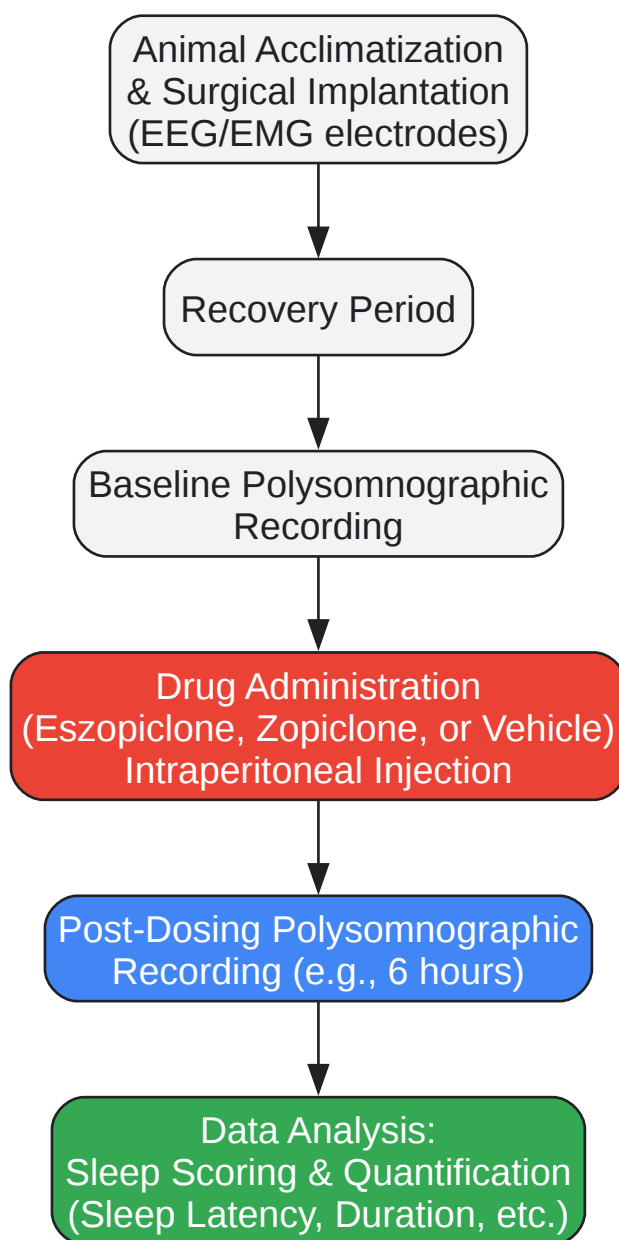 Animal Acclimatization
& Surgical Implantation
(EEG/EMG electrodes)
Recovery Period
Baseline Polysomnographic
Recording
Drug Administration
(Eszopiclone, Zopiclone, or Vehicle)
Intraperitoneal Injection
Post-Dosing Polysomnographic
Recording (e.g., 6 hours)
Data Analysis:
Sleep Scoring & Quantification
(Sleep Latency, Duration, etc.)